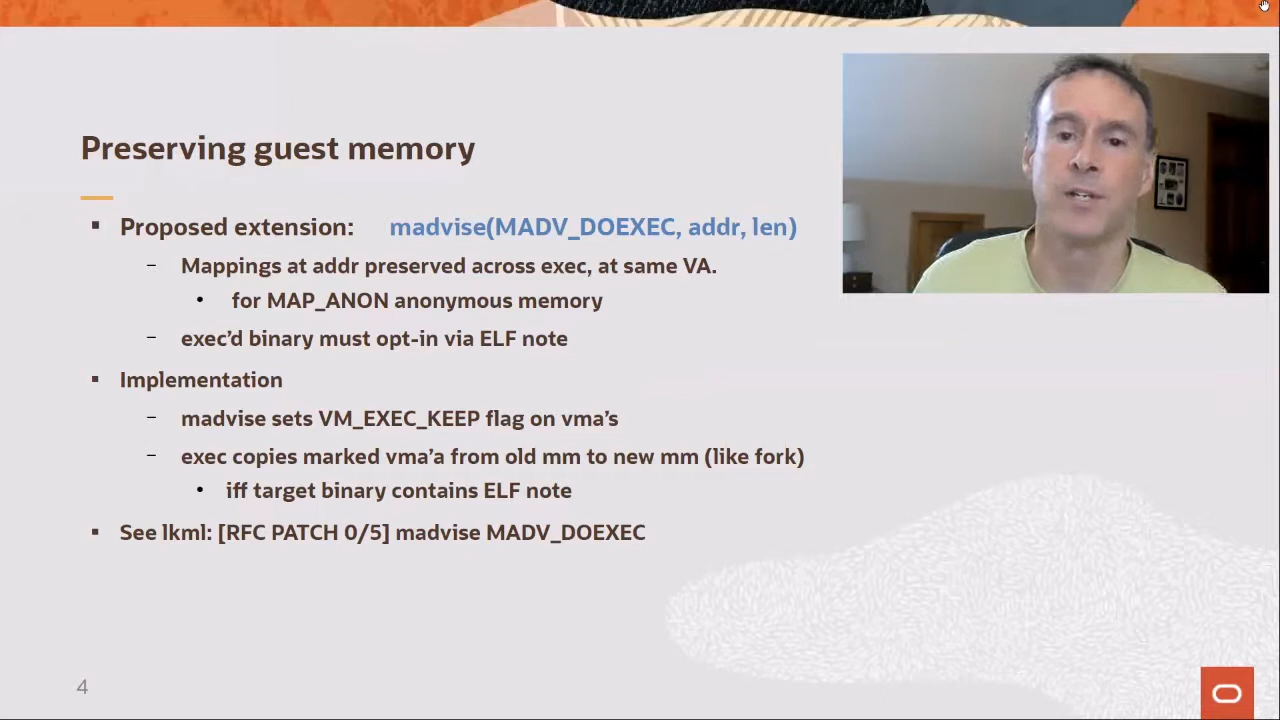 Preserving guest memory
Proposed extension: madvise(MADV_DOEXEC, addr, len)
Mappings at addr preserved across exec, at same VA.
for MAP_ANON anonymous memory
exec’d binary must opt-in via ELF note
Implementation
madvise sets VM_EXEC_KEEP flag on vma’s
exec copies marked vma’a from old mm to new mm (like fork)
iff target binary contains ELF note
See lkml: [RFC PATCH 0/5] madvise MADV_DOEXEC
4